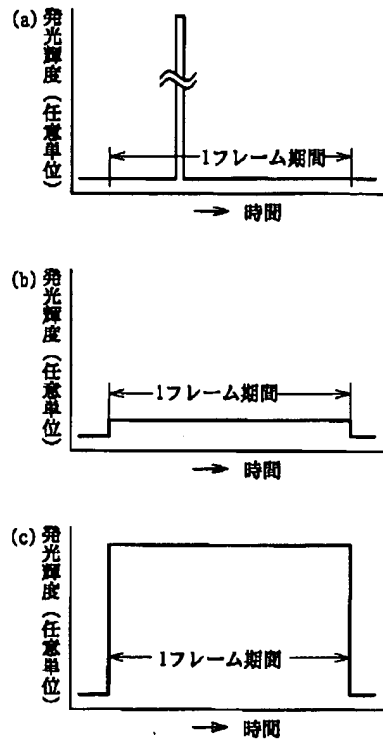 (a)
発光輝度(任意単位)
1フレーム期間
→ 時間
(b)
発光輝度(任意単位)
1フレーム期間
→ 時間
(c)
発光輝度(任意単位)
1フレーム期間
→ 時間